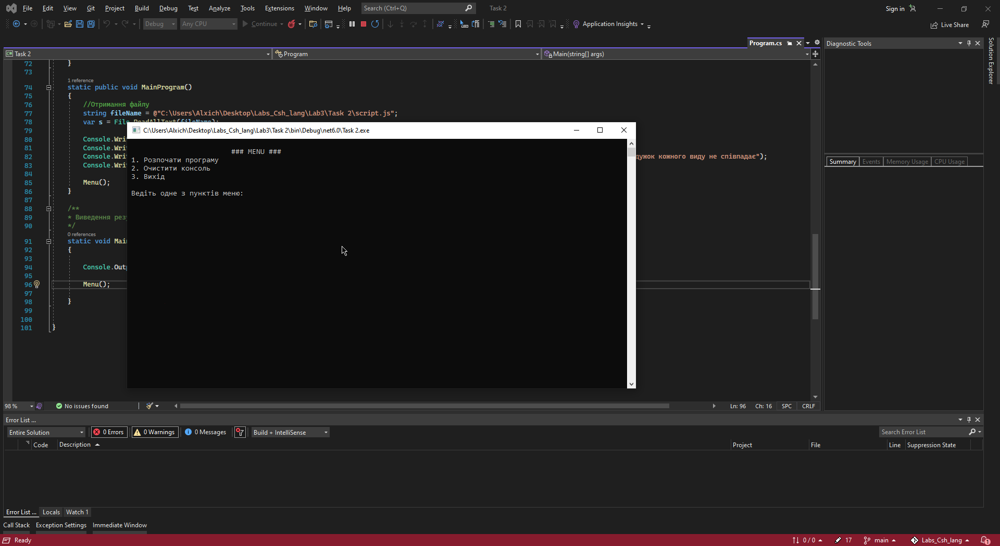 File Edit View Git Project Build Debug Test Analyze Tools Extensions Window Help Search (Ctrl+Q) Task 2 Sign in
Debug Any CPU Continue Application Insights Live Share
Program.cs
C# Task 2 Program Main(string[] args)
72 }
73
1 reference
74 static public void MainProgram()
75 {
76 //Отримання файлу
77 string fileName = @"C:\Users\Alxich\Desktop\Labs_Csh_lang\Lab3\Task 2\script.js";
78 var s = File.ReadAllText(fileName);
79
80 Console.Wri
81 Console.Wri
82 Console.Wri дужок кожного виду не співпадає");
83 Console.Wri
84
85 Menu();
86 }
87
88 /**
89 * Виведення рез
90 */
0 references
91 static void Mai
92 {
93
94 Console.Out
95
96 Menu();
97
98 }
99
100
101 }
C:\Users\Alxich\Desktop\Labs_Csh_lang\Lab3\Task 2\bin\Debug\net6.0\Task 2.exe
### MENU ###
1. Розпочати програму
2. Очистити консоль
3. Вихід
Ведіть одне з пунктів меню:
Diagnostic Tools
Summary Events Memory Usage CPU Usage
Solution Explorer
98 % No issues found Ln: 96 Ch: 16 SPC CRLF
Error List ...
Entire Solution 0 Errors 0 Warnings 0 Messages Build + IntelliSense Search Error List
Code Description Project File Line Suppression State
Error List ... Locals Watch 1
Call Stack Exception Settings Immediate Window
Ready 0 / 0 17 main Labs_Csh_lang 1